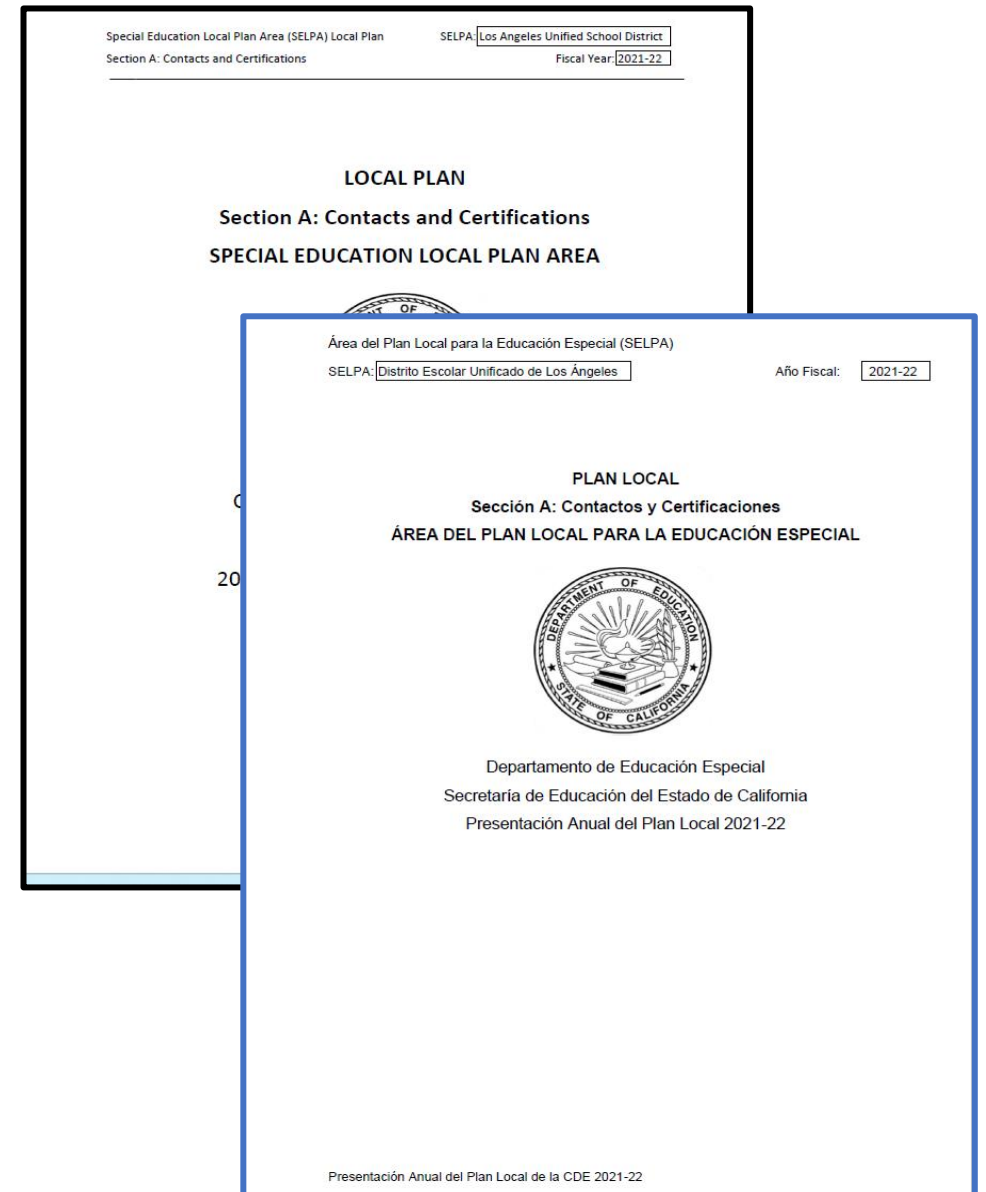 Special Education Local Plan Area (SELPA) Local Plan SELPA: Los Angeles Unified School District
Section A: Contacts and Certifications Fiscal Year: 2021-22
LOCAL PLAN
Section A: Contacts and Certifications
SPECIAL EDUCATION LOCAL PLAN AREA
OF
20
Área del Plan Local para la Educación Especial (SELPA)
SELPA: Distrito Escolar Unificado de Los Ángeles Año Fiscal: 2021-22
PLAN LOCAL
Sección A: Contactos y Certificaciones
ÁREA DEL PLAN LOCAL PARA LA EDUCACIÓN ESPECIAL
DEPARTMENT OF EDUCATION
STATE OF CALIFORNIA
Departamento de Educación Especial
Secretaría de Educación del Estado de California
Presentación Anual del Plan Local 2021-22
Presentación Anual del Plan Local de la CDE 2021-22